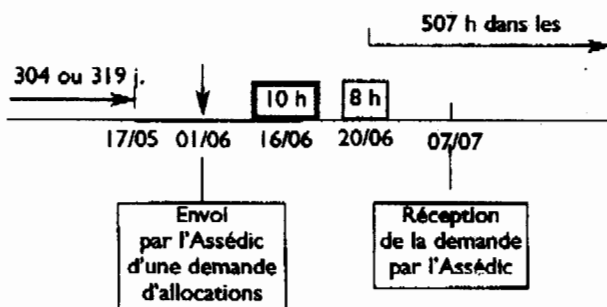 507 h dans les
304 ou 319 j.
10 h
8 h
17/05
01/06
16/06
20/06
07/07
Envoi
par l'Assédic
d'une demande
d'allocations
Réception
de la demande
par l'Assédic